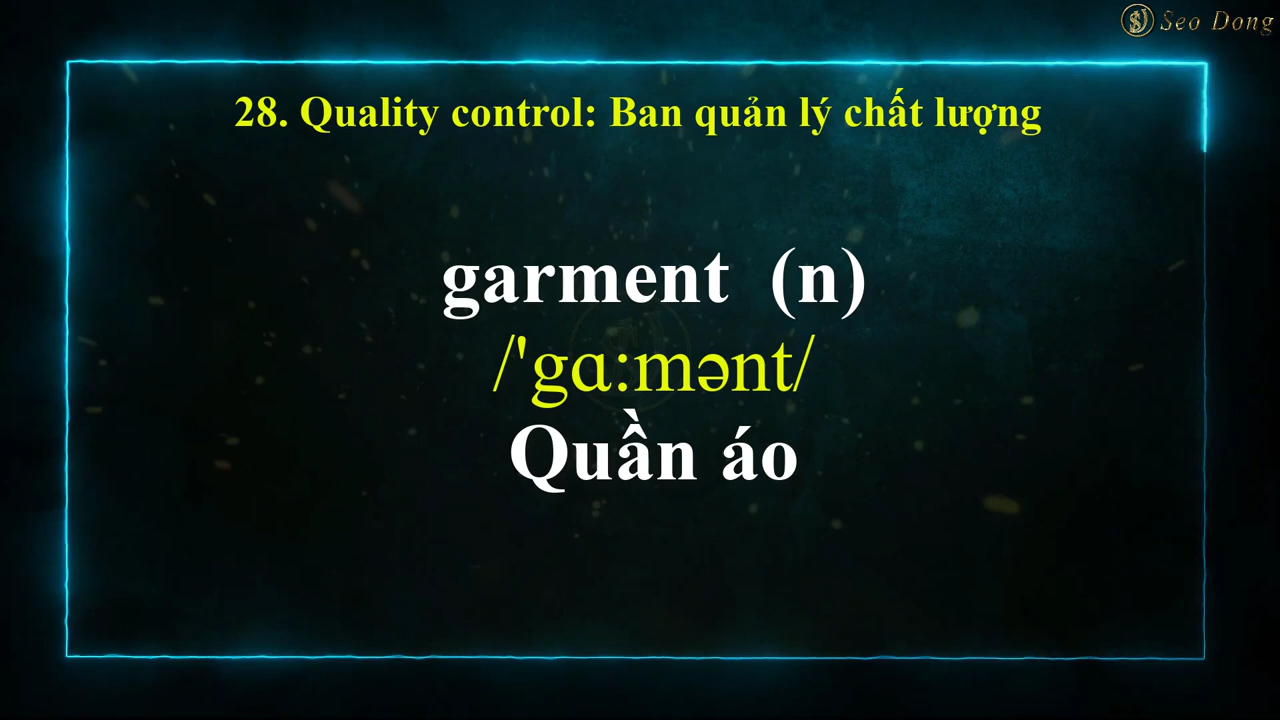 Seo Dong
28. Quality control: Ban quản lý chất lượng
garment (n)
/'gɑ:mənt/
Quần áo